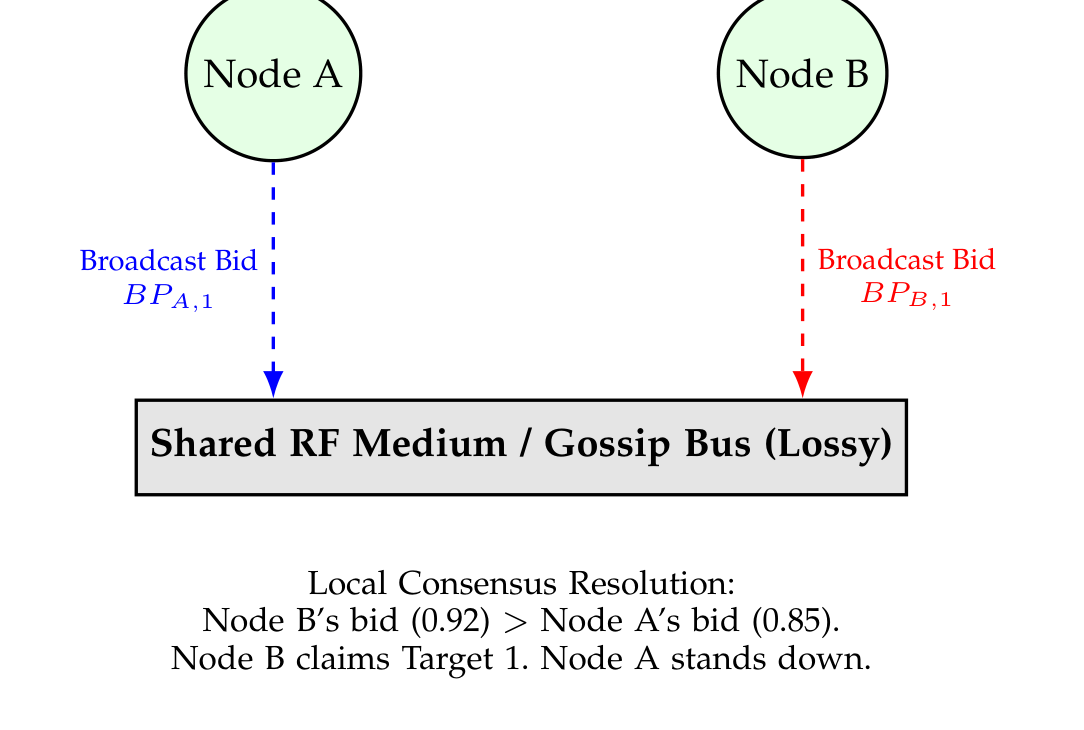 Node A
Node B
Broadcast Bid
BP_{A,1}
Broadcast Bid
BP_{B,1}
Shared RF Medium / Gossip Bus (Lossy)
Local Consensus Resolution:
Node B's bid (0.92) > Node A's bid (0.85).
Node B claims Target 1. Node A stands down.